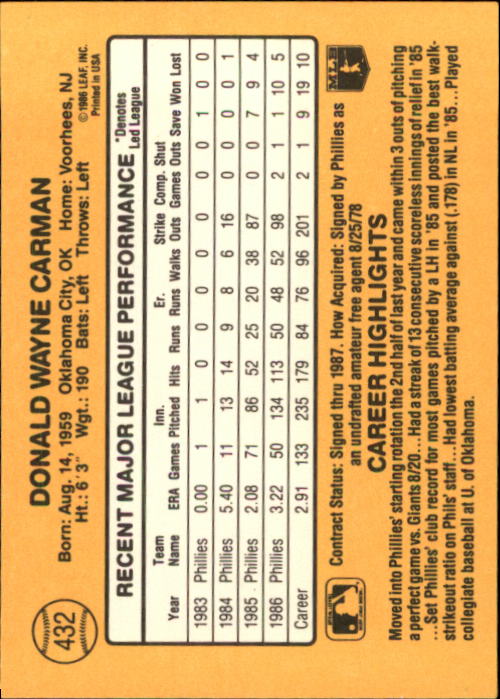 432
DONALD WAYNE CARMAN
Born: Aug. 14, 1959 Oklahoma City, OK Home: Voorhees, NJ
Ht.: 6'3" Wgt.: 190 Bats: Left Throws: Left
©1986 LEAF, INC.
Printed in USA
RECENT MAJOR LEAGUE PERFORMANCE
*Denotes
Led League
Team Inn. Er. Strike Comp. Shut
Year Name ERA Games Pitched Hits Runs Runs Walks Outs Games Outs Save Won Lost
1983 Phillies 0.00 1 1 0 0 0 0 0 0 0 1 0 0
1984 Phillies 5.40 11 13 14 9 8 6 16 0 0 0 0 1
1985 Phillies 2.08 71 86 52 25 20 38 87 0 0 7 9 4
1986 Phillies 3.22 50 134 113 50 48 52 98 2 1 1 10 5
Career 2.91 133 235 179 84 76 96 201 2 1 9 19 10
Contract Status: Signed thru 1987. How Acquired: Signed by Phillies as
an undrafted amateur free agent 8/25/78
MLB
CAREER HIGHLIGHTS
Moved into Phillies' starting rotation the 2nd half of last year and came within 3 outs of pitching
a perfect game vs. Giants 8/20...Had a streak of 13 consecutive scoreless innings of relief in '85
...Set Phillies' club record for most games pitched by a LH in '85 and posted the best walk-
strikeout ratio on Phils' staff...Had lowest batting average against (.178) in NL in '85...Played
collegiate baseball at U. of Oklahoma.